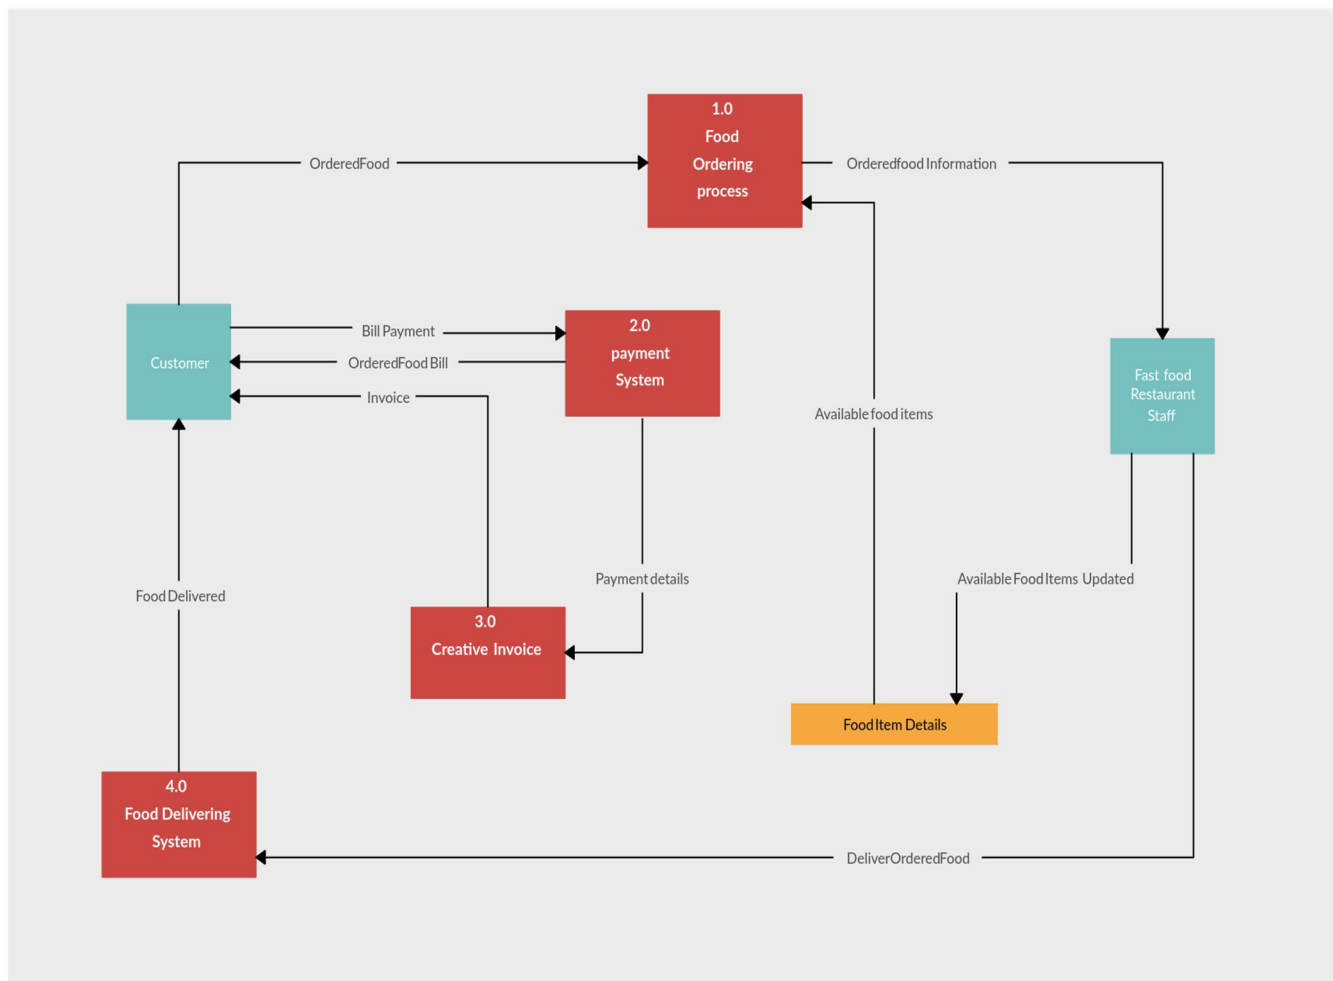 1.0
Food
Ordering
process
OrderedFood
Orderedfood Information
Customer
Bill Payment
OrderedFood Bill
Invoice
2.0
payment
System
Fast food
Restaurant
Staff
Available food items
Payment details
Available Food Items Updated
Food Delivered
3.0
Creative Invoice
Food Item Details
4.0
Food Delivering
System
DeliverOrderedFood